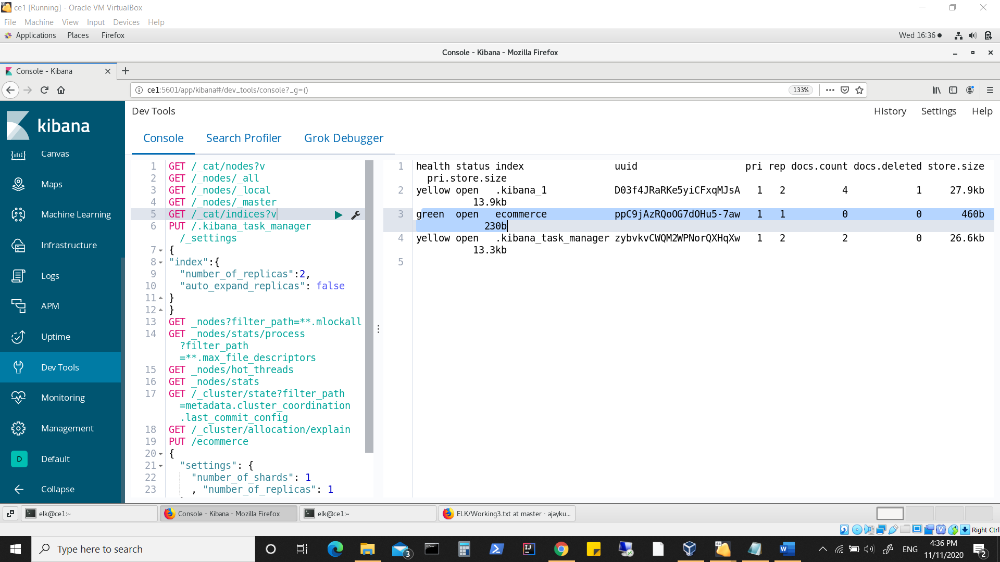 ce1 [Running] - Oracle VM VirtualBox
File Machine View Input Devices Help
Applications Places Firefox Wed 16:36
Console - Kibana - Mozilla Firefox
Console - Kibana
ce1:5601/app/kibana#/dev_tools/console?_g=() 133%
kibana
Canvas
Maps
Machine Learning
Infrastructure
Logs
APM
Uptime
Dev Tools
Monitoring
Management
D Default
Collapse
Dev Tools History Settings Help
Console Search Profiler Grok Debugger
1 GET /_cat/nodes?v
2 GET /_nodes/_all
3 GET /_nodes/_local
4 GET /_nodes/_master
5 GET /_cat/indices?v
6 PUT /.kibana_task_manager
/_settings
7 {
8 "index":{
9 "number_of_replicas":2,
10 "auto_expand_replicas": false
11 }
12 }
13 GET _nodes?filter_path=**.mlockall
14 GET _nodes/stats/process
?filter_path
=**.max_file_descriptors
15 GET _nodes/hot_threads
16 GET _nodes/stats
17 GET /_cluster/state?filter_path
=metadata.cluster_coordination
.last_commit_config
18 GET /_cluster/allocation/explain
19 PUT /ecommerce
20 {
21 "settings": {
22 "number_of_shards": 1
23 , "number_of_replicas": 1
1 health status index uuid pri rep docs.count docs.deleted store.size
pri.store.size
2 yellow open .kibana_1 D03f4JRaRKe5yiCFxqMJsA 1 2 4 1 27.9kb
13.9kb
3 green open ecommerce ppC9jAzRQoOG7dOHu5-7aw 1 1 0 0 460b
230b
4 yellow open .kibana_task_manager zybvkvCWQM2WPNorQXHqXw 1 2 2 0 26.6kb
13.3kb
5
elk@ce1:~ Console - Kibana - Mozilla Firefox elk@ce1:~ ELK/Working3.txt at master · ajayku...
Right Ctrl
Type here to search 3 64 ENG 4:36 PM 2
11/11/2020